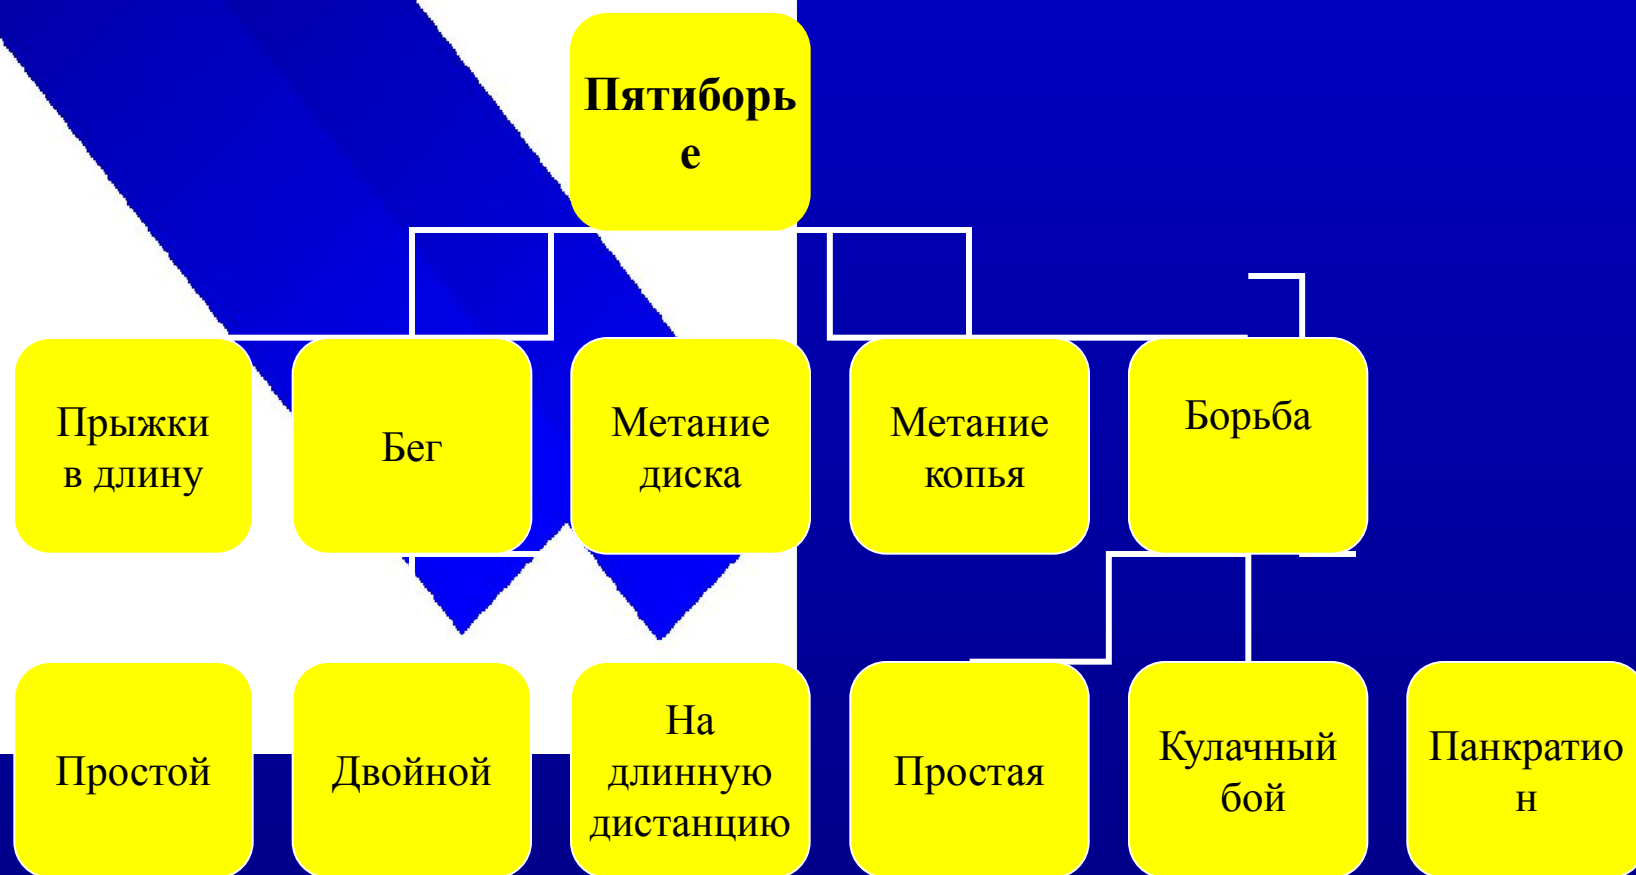 Пятиборь
е
Прыжки
в длину
Бег
Метание
диска
Метание
копья
Борьба
Простой
Двойной
На
длинную
дистанцию
Простая
Кулачный
бой
Панкратио
н